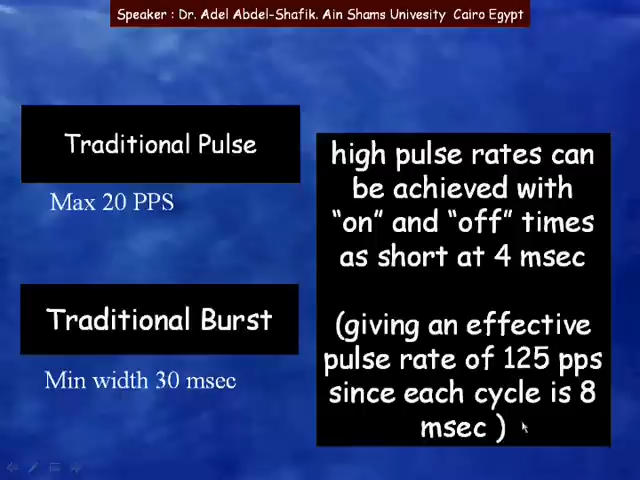 Speaker : Dr. Adel Abdel-Shafik. Ain Shams Univesity Cairo Egypt
Traditional Pulse
Max 20 PPS
Traditional Burst
Min width 30 msec
high pulse rates can
be achieved with
“on” and “off” times
as short at 4 msec
(giving an effective
pulse rate of 125 pps
since each cycle is 8
msec )